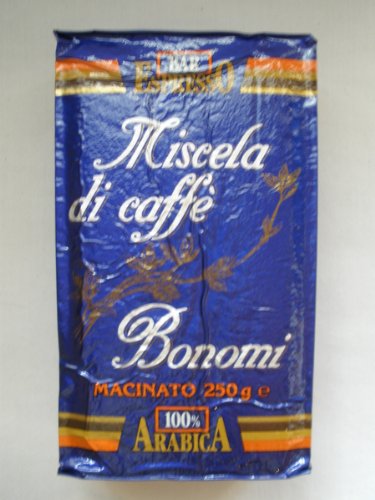 BAR
ESPRESSO
Miscela
di caffè
Bonomi
MACINATO 250 g e
100%
ARABICA